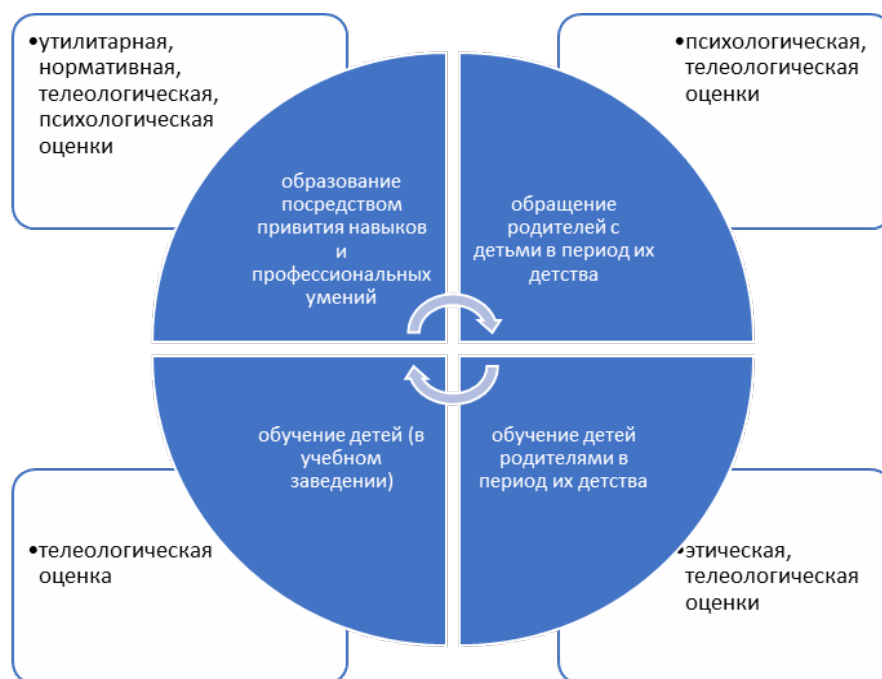 •утилитарная,
нормативная,
телеологическая,
психологическая
оценки
•психологическая,
телеологическая
оценки
образование
посредством
привития навыков
и
профессиональных
умений
обращение
родителей с
детьми в период их
детства
обучение детей (в
учебном
заведении)
обучение детей
родителями в
период их детства
•телеологическая
оценка
•этическая,
телеологическая
оценки